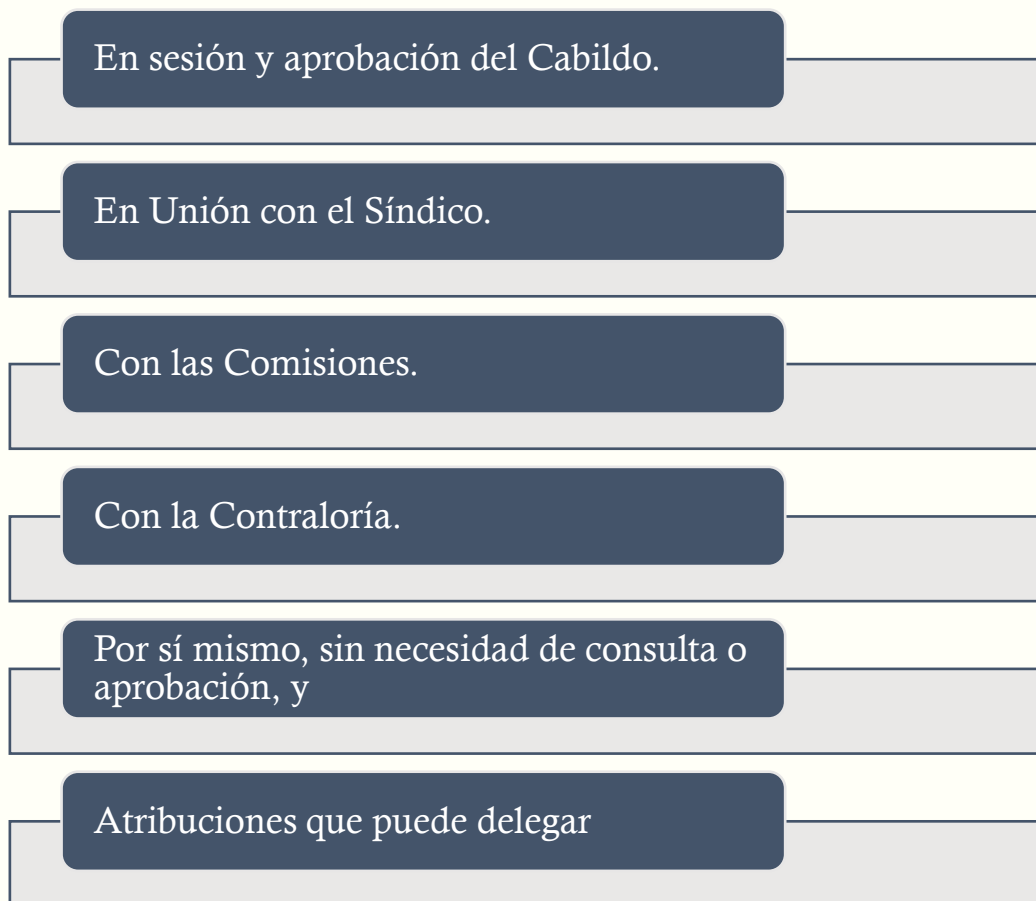 En sesión y aprobación del Cabildo.
En Unión con el Síndico.
Con las Comisiones.
Con la Contraloría.
Por sí mismo, sin necesidad de consulta o
aprobación, y
Atribuciones que puede delegar